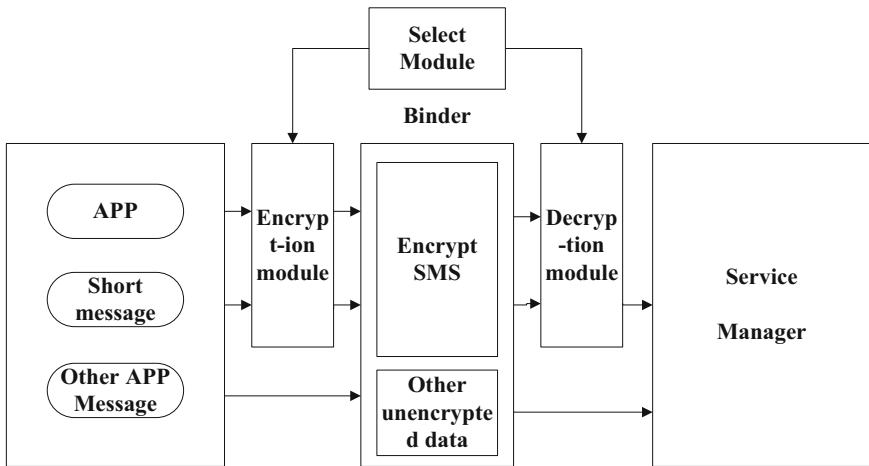 Select
Module
Binder
APP
Short
message
Other APP
Message
Encryp
t-ion
module
Encrypt
SMS
Other
unencrypte
d data
Decryp
-tion
module
Service
Manager